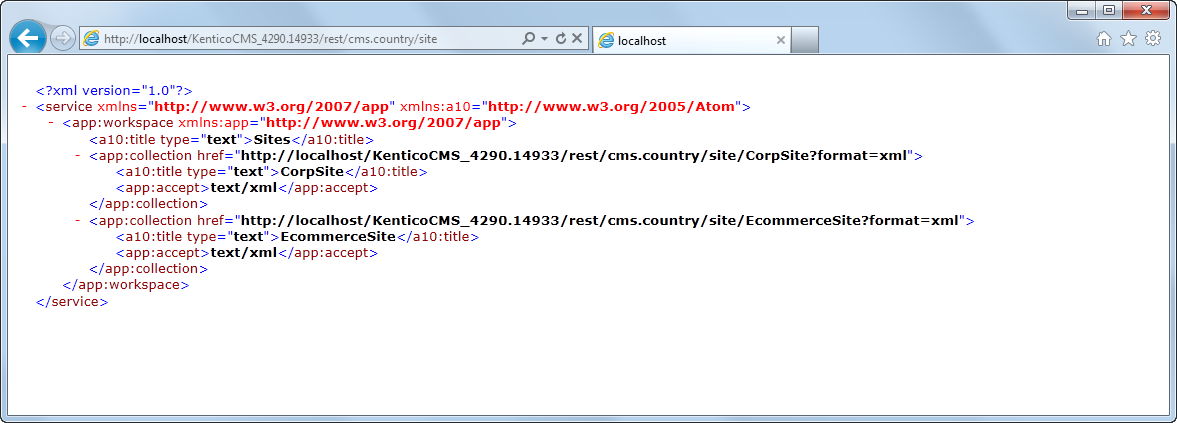 http://localhost/KenticoCMS_4290.14933/rest/cms.country/site
localhost
<?xml version="1.0"?>
- <service xmlns="http://www.w3.org/2007/app" xmlns:a10="http://www.w3.org/2005/Atom">
- <app:workspace xmlns:app="http://www.w3.org/2007/app">
<a10:title type="text">Sites</a10:title>
- <app:collection href="http://localhost/KenticoCMS_4290.14933/rest/cms.country/site/CorpSite?format=xml">
<a10:title type="text">CorpSite</a10:title>
<app:accept>text/xml</app:accept>
</app:collection>
- <app:collection href="http://localhost/KenticoCMS_4290.14933/rest/cms.country/site/EcommerceSite?format=xml">
<a10:title type="text">EcommerceSite</a10:title>
<app:accept>text/xml</app:accept>
</app:collection>
</app:workspace>
</service>